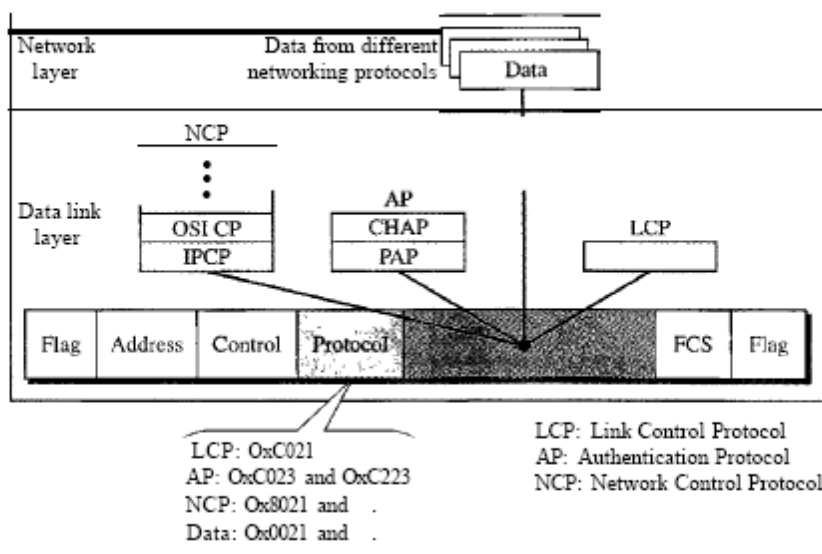 Network
layer
Data from different
networking protocols
Data
NCP
Data link
layer
OSI CP
IPCP
AP
CHAP
PAP
LCP
Flag Address Control Protocol FCS Flag
LCP: OxC021
AP: OxC023 and OxC223
NCP: Ox8021 and .
Data: Ox0021 and .
LCP: Link Control Protocol
AP: Authentication Protocol
NCP: Network Control Protocol